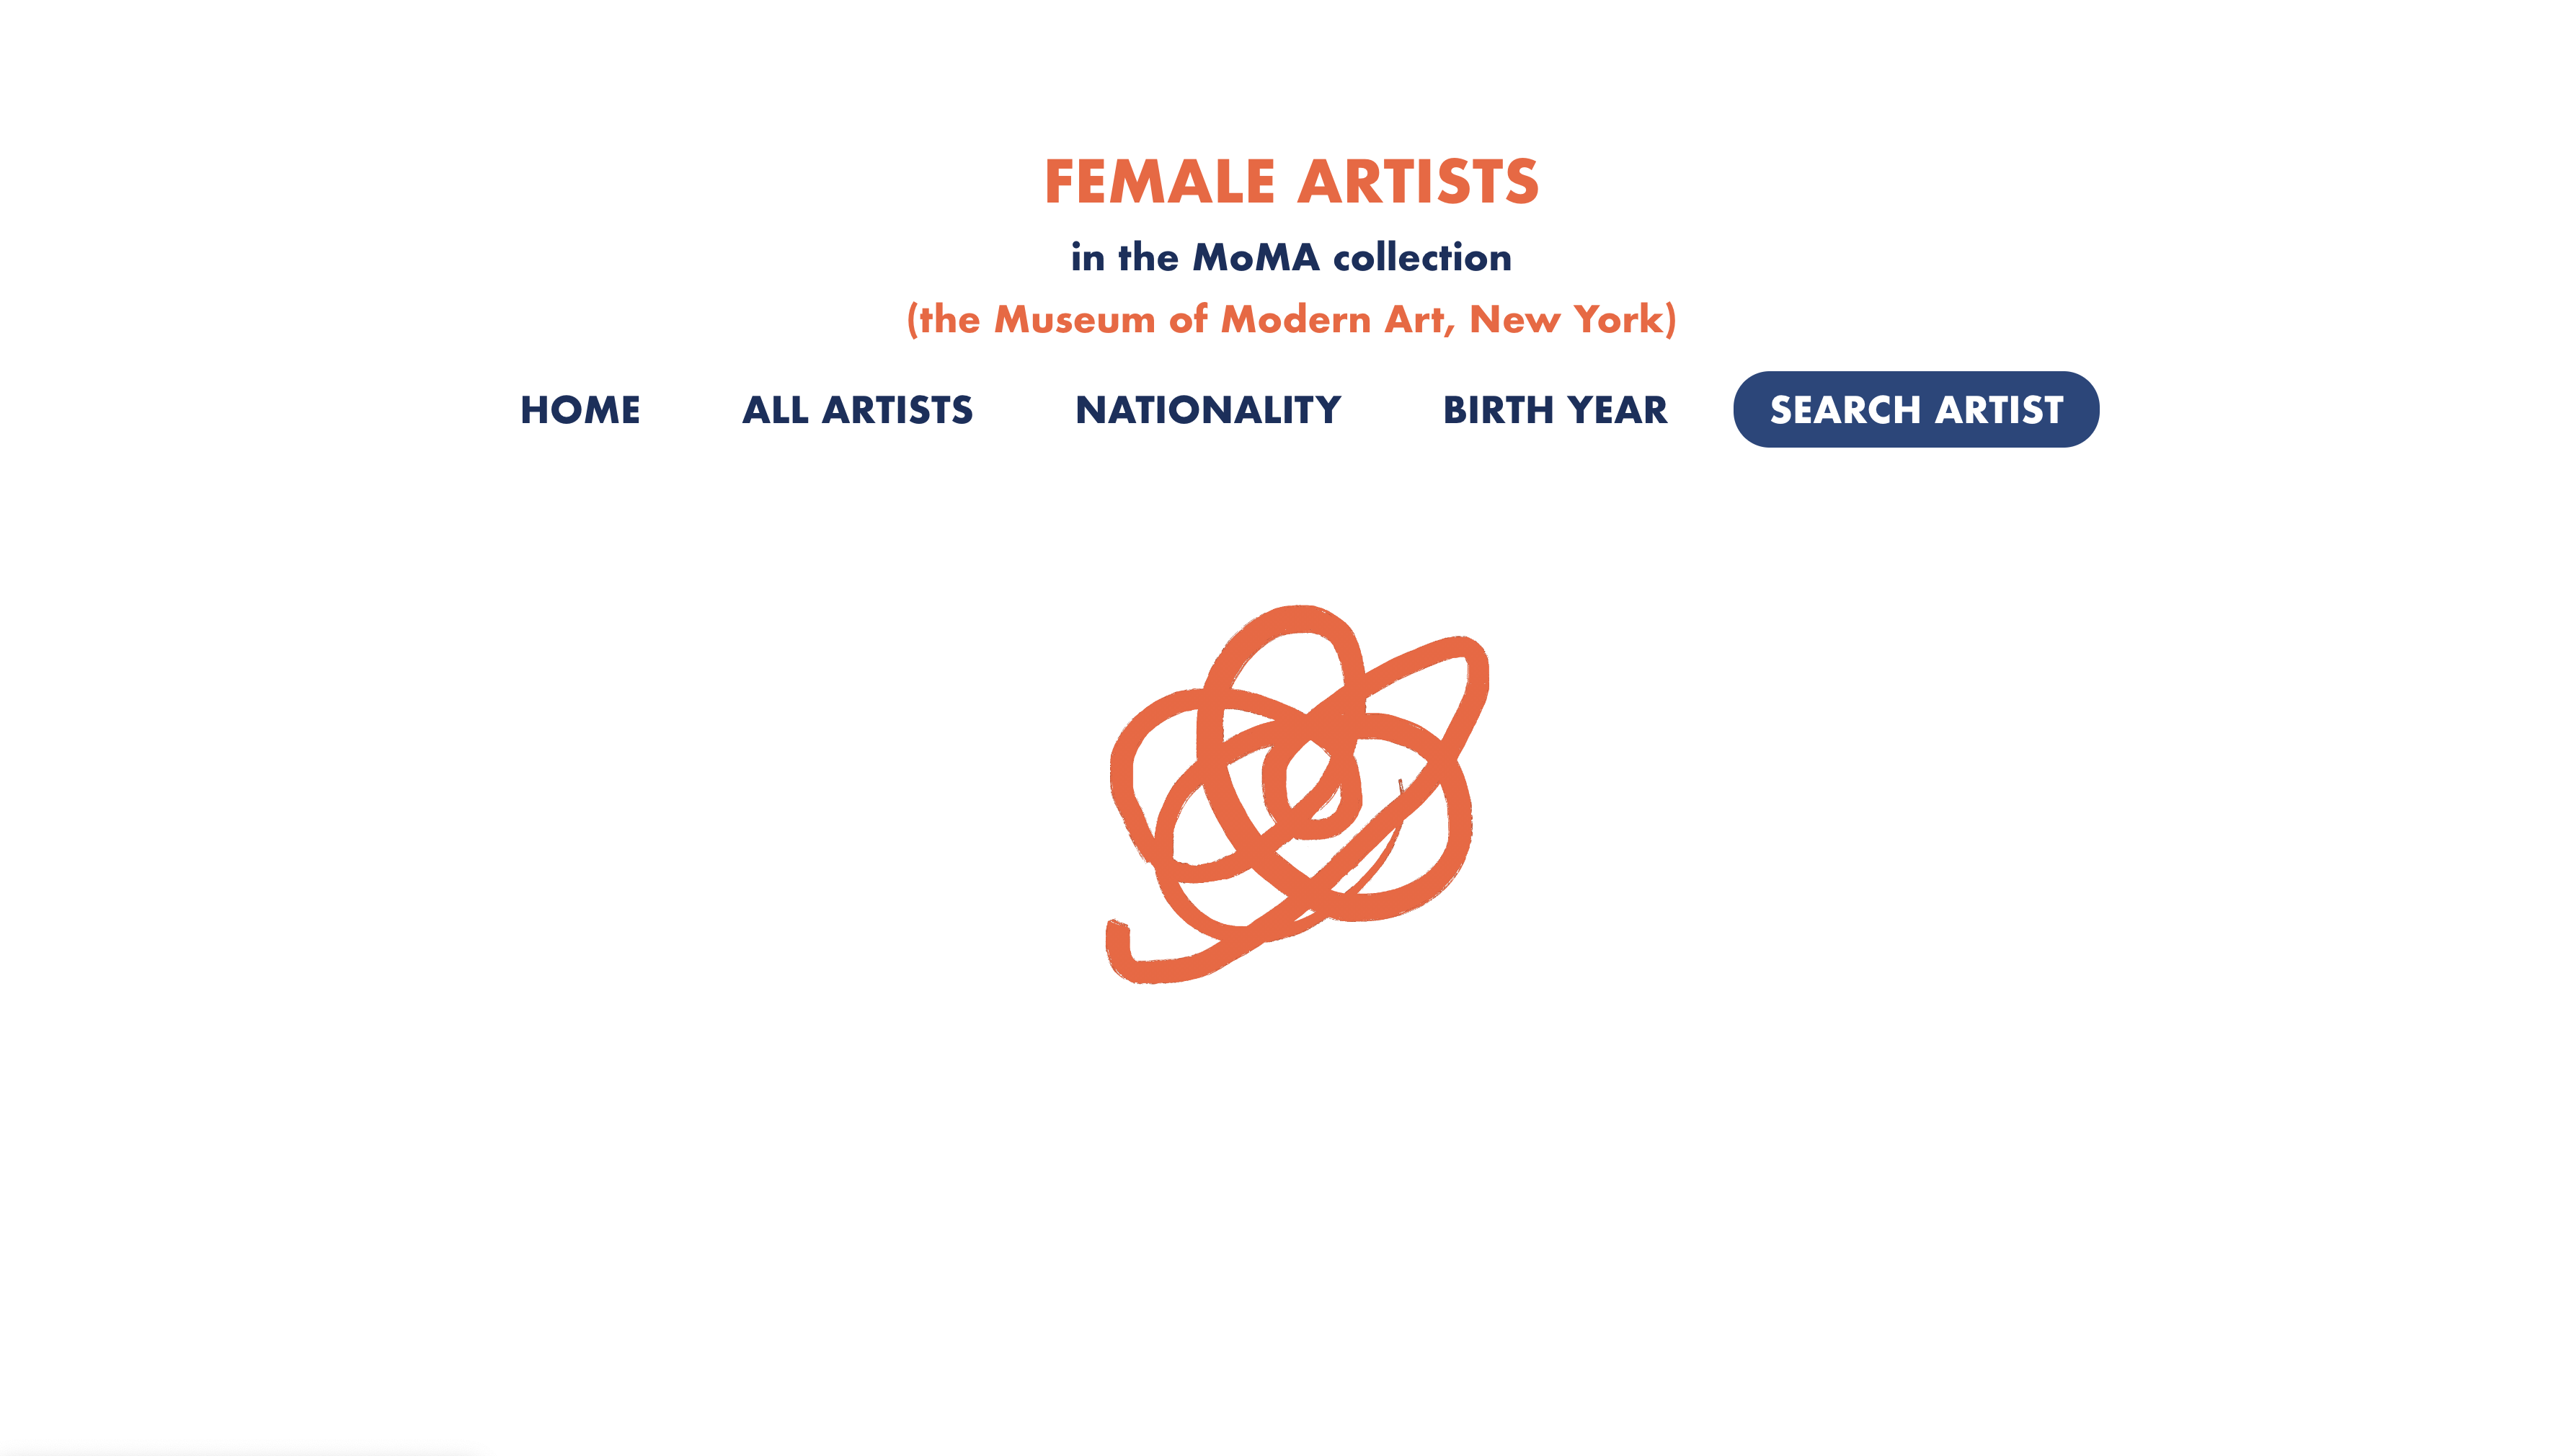 FEMALE ARTISTS
in the MoMA collection
(the Museum of Modern Art, New York)
HOME ALL ARTISTS NATIONALITY BIRTH YEAR SEARCH ARTIST